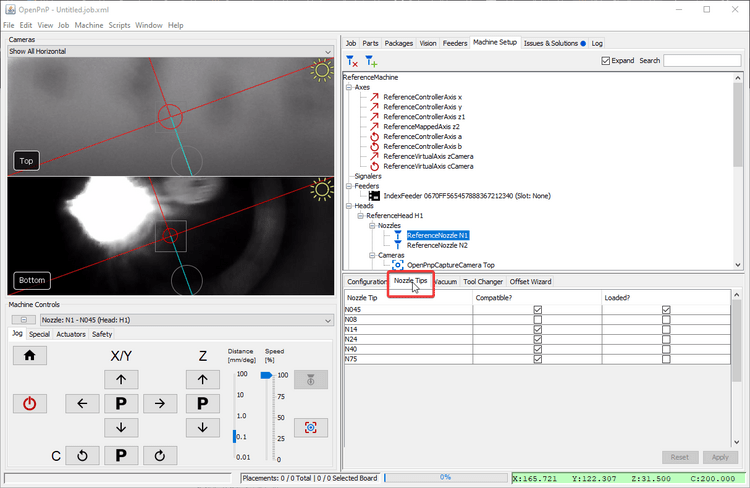 OpenPnP - Untitled.job.xml
File Edit View Job Machine Scripts Window Help
Cameras
Show All Horizontal
Top
Bottom
Machine Controls
Nozzle: N1 - N045 (Head: H1)
Jog Special Actuators Safety
X/Y Z Distance [mm/deg] Speed [%]
100 100
10 75
1.0 50
0.1 25
0.01 0
P P
C P
Job Parts Packages Vision Feeders Machine Setup Issues & Solutions Log
Expand Search
ReferenceMachine
Axes
ReferenceControllerAxis x
ReferenceControllerAxis y
ReferenceControllerAxis z1
ReferenceMappedAxis z2
ReferenceControllerAxis a
ReferenceControllerAxis b
ReferenceVirtualAxis zCamera
ReferenceVirtualAxis cCamera
Signalers
Feeders
IndexFeeder 0670FF565457888367212340 (Slot: None)
Heads
ReferenceHead H1
Nozzles
ReferenceNozzle N1
ReferenceNozzle N2
Cameras
OpenPnpCaptureCamera Top
Configuration Nozzle Tips Vacuum Tool Changer Offset Wizard
Nozzle Tip Compatible? Loaded?
N045
N08
N14
N24
N40
N75
Reset Apply
Placements: 0 / 0 Total | 0 / 0 Selected Board 0% X:165.721 Y:122.307 Z:31.500 C:200.000